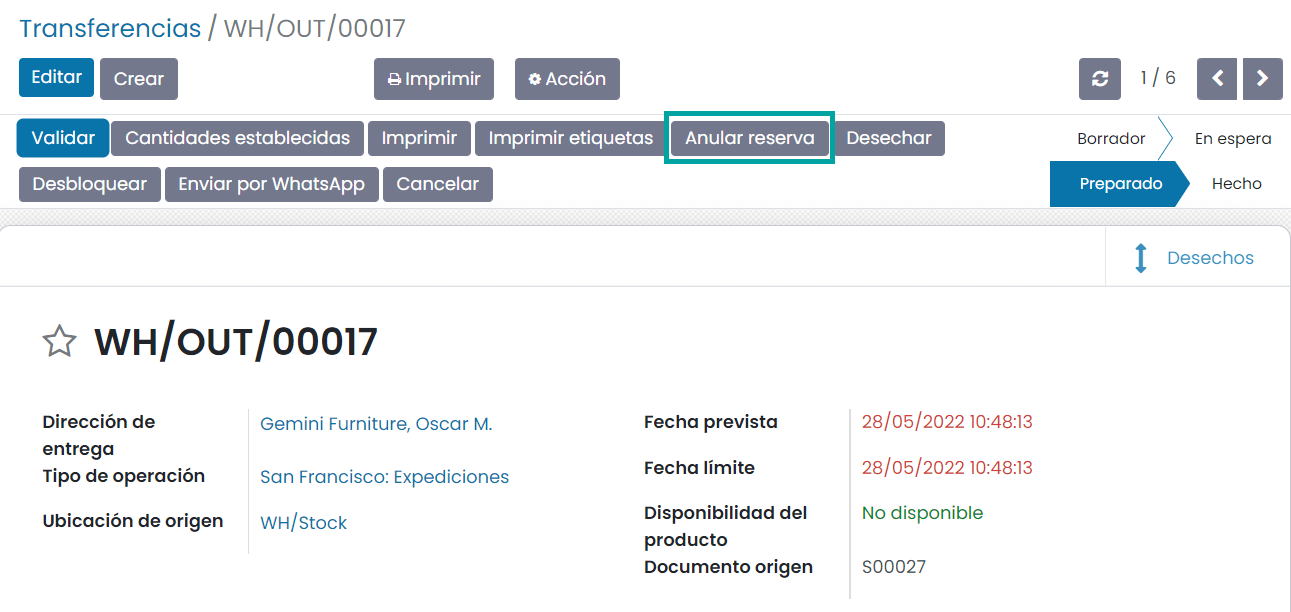 Transferencias / WH/OUT/00017
Editar Crear Imprimir Acción 1 / 6
Validar Cantidades establecidas Imprimir Imprimir etiquetas Anular reserva Desechar Borrador En espera
Desbloquear Enviar por WhatsApp Cancelar Preparado Hecho
Desechos
WH/OUT/00017
Dirección de entrega Gemini Furniture, Oscar M.
Tipo de operación San Francisco: Expediciones
Ubicación de origen WH/Stock
Fecha prevista 28/05/2022 10:48:13
Fecha límite 28/05/2022 10:48:13
Disponibilidad del producto No disponible
Documento origen S00027